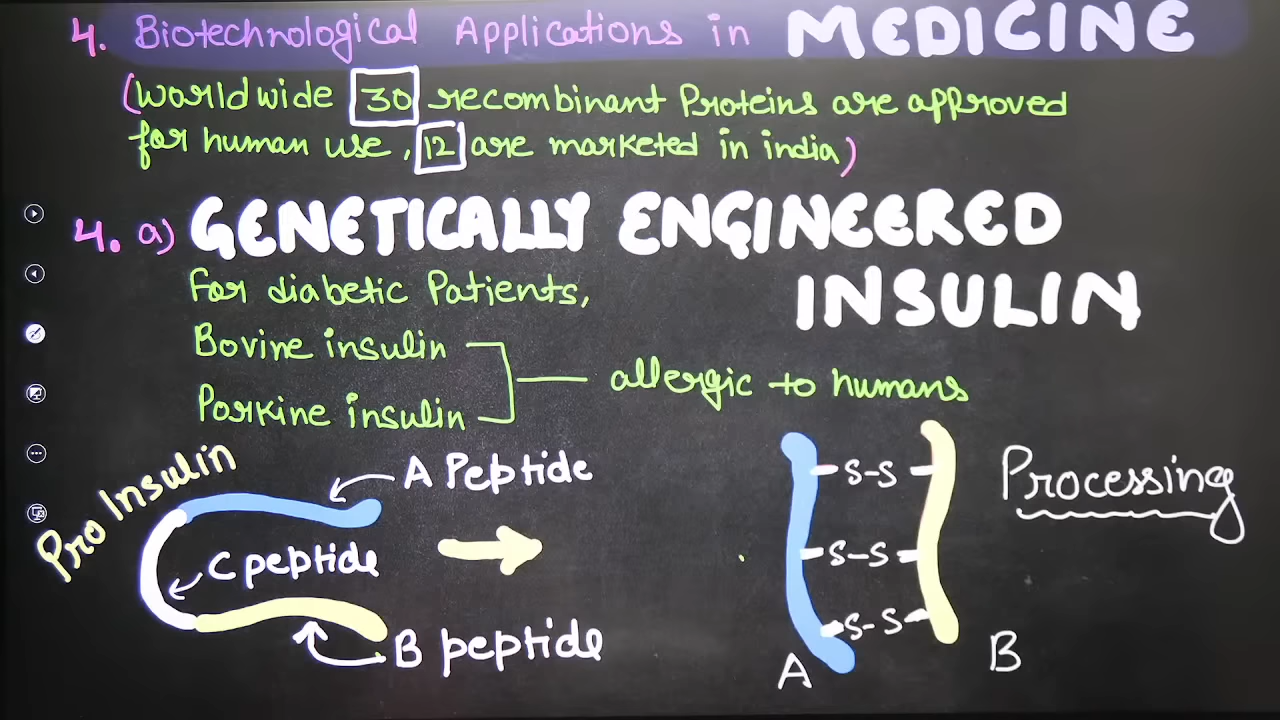 4. Biotechnological Applications in MEDICINE
(worldwide 30 recombinant Proteins are approved
for human use, 12 are marketed in india)
4. a) GENETICALLY ENGINEERED
INSULIN
For diabetic Patients,
Bovine insulin
Porkine insulin
allergic to humans
Pro Insulin
A Peptide
C peptide
B peptide
S-S
S-S
S-S
A
B
Processing